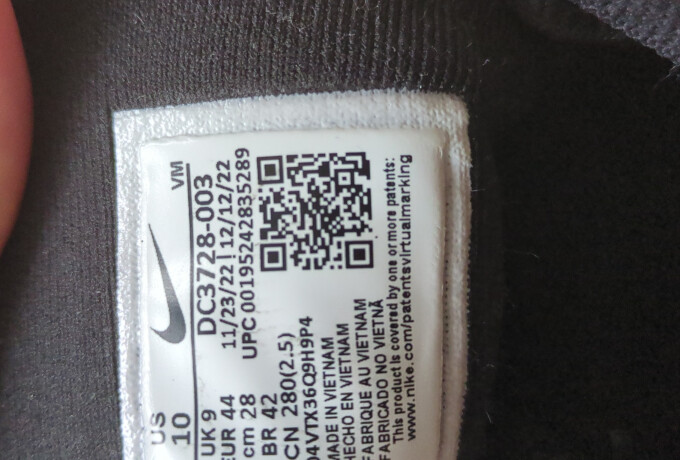 VM
US
10
UK 9
EUR 44
cm 28
BR 42
CN 280(2.5)
DC3728-003
11/23/22 | 12/12/22
UPC 00195242835289
04VTX36Q9H9P4
MADE IN VIETNAM
HECHO EN VIETNAM
FABRIQUE AU VIETNAM
FABRICADO NO VIETNÃ
This product is covered by one or more patents:
www.nike.com/patentsvirtualmarking